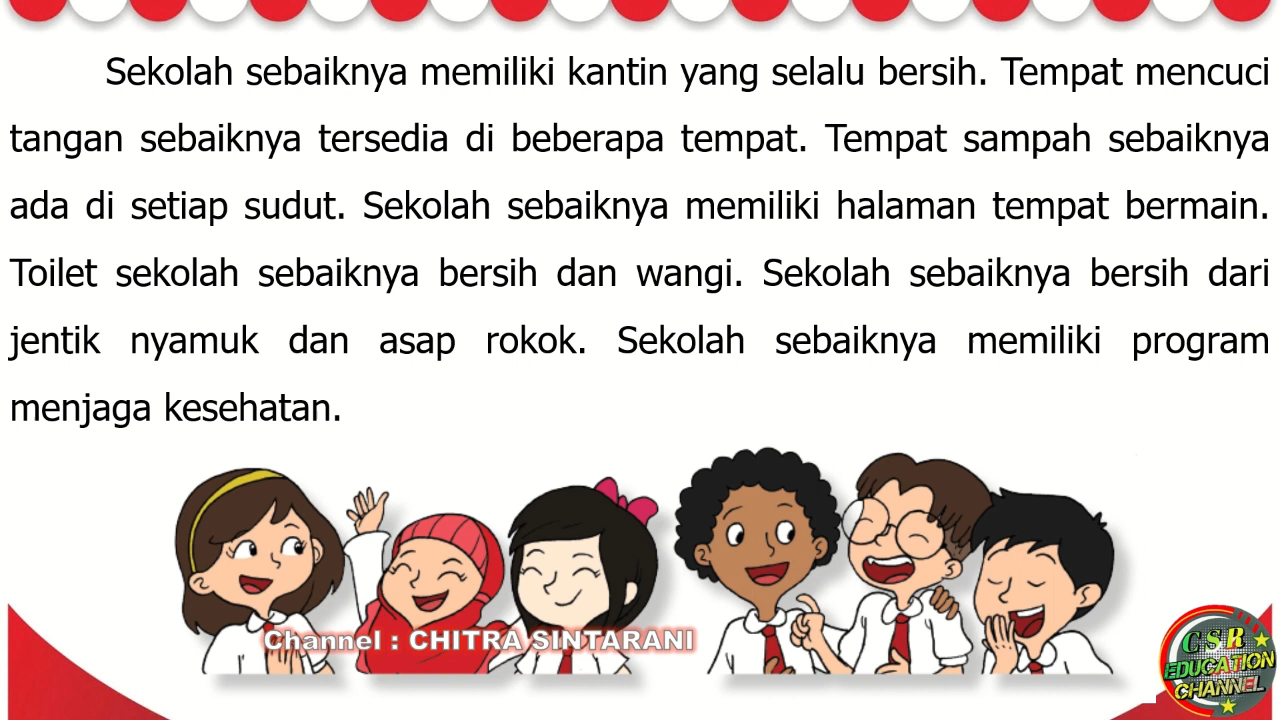 Sekolah sebaiknya memiliki kantin yang selalu bersih. Tempat mencuci
tangan sebaiknya tersedia di beberapa tempat. Tempat sampah sebaiknya
ada di setiap sudut. Sekolah sebaiknya memiliki halaman tempat bermain.
Toilet sekolah sebaiknya bersih dan wangi. Sekolah sebaiknya bersih dari
jentik nyamuk dan asap rokok. Sekolah sebaiknya memiliki program
menjaga kesehatan.
Channel : CHITRA SINTARANI
CSR
EDUCATION
CHANNEL